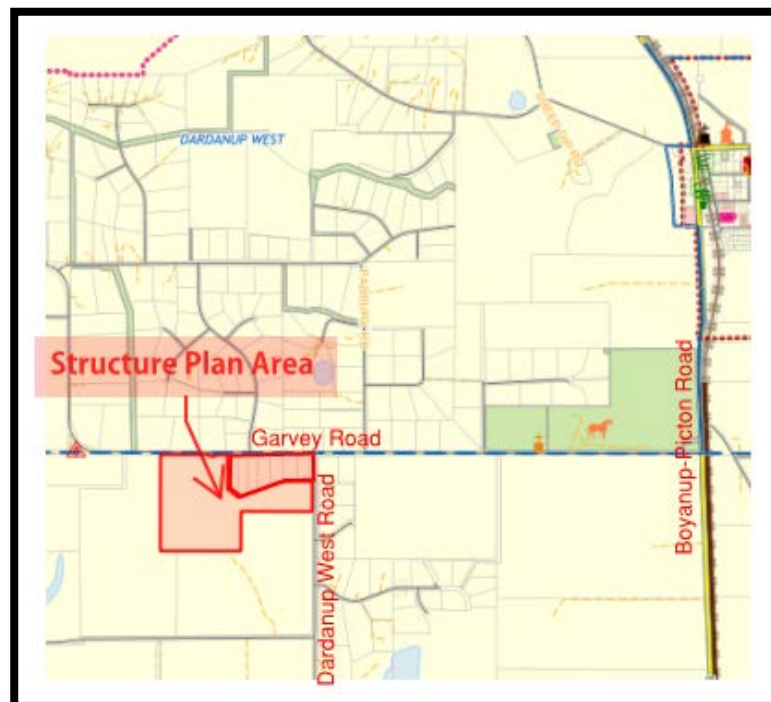 DARDANUP WEST
Structure Plan Area
Garvey Road
Dardanup West Road
Boyanup-Picton Road